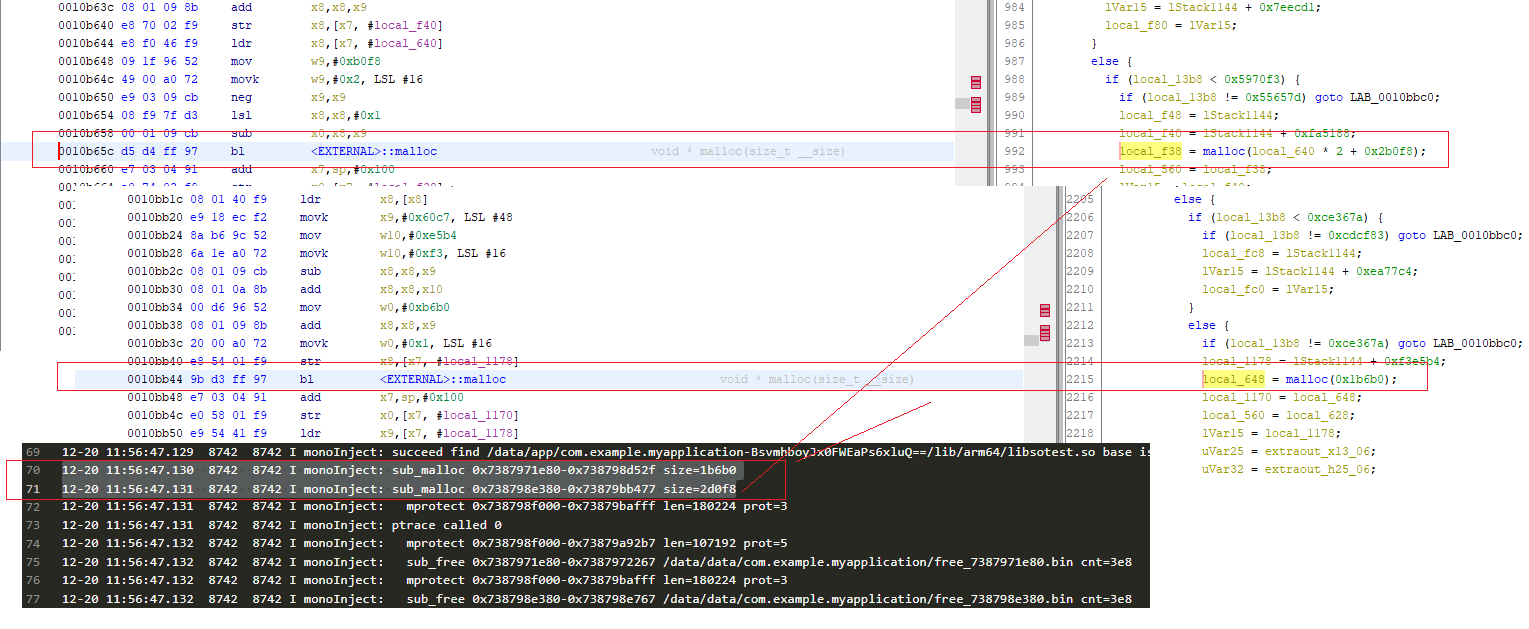 0010b63c 08 01 09 8b add x8,x8,x9
0010b640 e8 70 02 f9 str x8,[x7, #local_f40]
0010b644 e8 f0 46 f9 ldr x8,[x7, #local_640]
0010b648 09 1f 96 52 mov w9,#0xb0f8
0010b64c 49 00 a0 72 movk w9,#0x2, LSL #16
0010b650 e9 03 09 cb neg x9,x9
0010b654 08 f9 7f d3 lsl x8,x8,#0x1
0010b658 00 01 09 cb sub x0,x8,x9
0010b65c d5 d4 ff 97 bl <EXTERNAL>::malloc void * malloc(size_t __size)
0010b660 e7 03 04 91 add x7,sp,#0x100
984 lVar15 = lStack1144 + 0x7eecd1;
985 local_f80 = lVar15;
986 }
987 else {
988 if (local_13b8 < 0x5970f3) {
989 if (local_13b8 != 0x55657d) goto LAB_0010bbc0;
990 local_f48 = lStack1144;
991 local_f40 = lStack1144 + 0xfa5188;
992 local_f38 = malloc(local_640 * 2 + 0x2b0f8);
993 local_560 = local_f38;
0010bb1c 08 01 40 f9 ldr x8,[x8]
0010bb20 e9 18 ec f2 movk x9,#0x60c7, LSL #48
0010bb24 8a b6 9c 52 mov w10,#0xe5b4
0010bb28 6a 1e a0 72 movk w10,#0xf3, LSL #16
0010bb2c 08 01 09 cb sub x8,x8,x9
0010bb30 08 01 0a 8b add x8,x8,x10
0010bb34 00 d6 96 52 mov w0,#0xb6b0
0010bb38 08 01 09 8b add x8,x8,x9
0010bb3c 20 00 a0 72 movk w0,#0x1, LSL #16
0010bb40 e8 54 01 f9 str x8,[x7, #local_1178]
0010bb44 9b d3 ff 97 bl <EXTERNAL>::malloc void * malloc(size_t __size)
0010bb48 e7 03 04 91 add x7,sp,#0x100
0010bb4c e0 58 01 f9 str x0,[x7, #local_1170]
0010bb50 e9 54 41 f9 ldr x9,[x7, #local_1178]
2205 else {
2206 if (local_13b8 < 0xce367a) {
2207 if (local_13b8 != 0xcdcf83) goto LAB_0010bbc0;
2208 local_fc8 = lStack1144;
2209 lVar15 = lStack1144 + 0xea77c4;
2210 local_fc0 = lVar15;
2211 }
2212 else {
2213 if (local_13b8 != 0xce367a) goto LAB_0010bbc0;
2214 local_1178 = lStack1144 + 0xf3e5b4;
2215 local_648 = malloc(0x1b6b0);
2216 local_1170 = local_648;
2217 local_560 = local_628;
2218 lVar15 = local_1178;
uVar25 = extraout_x13_06;
uVar32 = extraout_h25_06;
69 12-20 11:56:47.129 8742 8742 I monoInject: succeed find /data/app/com.example.myapplication-BsvmhboyJx0FWEaPs6xluQ==/lib/arm64/libsotest.so base is
70 12-20 11:56:47.130 8742 8742 I monoInject: sub_malloc 0x7387971e80-0x738798d52f size=1b6b0
71 12-20 11:56:47.131 8742 8742 I monoInject: sub_malloc 0x738798e380-0x73879bb477 size=2d0f8
72 12-20 11:56:47.131 8742 8742 I monoInject: mprotect 0x738798f000-0x73879bafff len=180224 prot=3
73 12-20 11:56:47.131 8742 8742 I monoInject: ptrace called 0
74 12-20 11:56:47.132 8742 8742 I monoInject: mprotect 0x738798f000-0x73879a92b7 len=107192 prot=5
75 12-20 11:56:47.132 8742 8742 I monoInject: sub_free 0x7387971e80-0x7387972267 /data/data/com.example.myapplication/free_7387971e80.bin cnt=3e8
76 12-20 11:56:47.132 8742 8742 I monoInject: mprotect 0x738798f000-0x73879bafff len=180224 prot=3
77 12-20 11:56:47.132 8742 8742 I monoInject: sub_free 0x738798e380-0x738798e767 /data/data/com.example.myapplication/free_738798e380.bin cnt=3e8